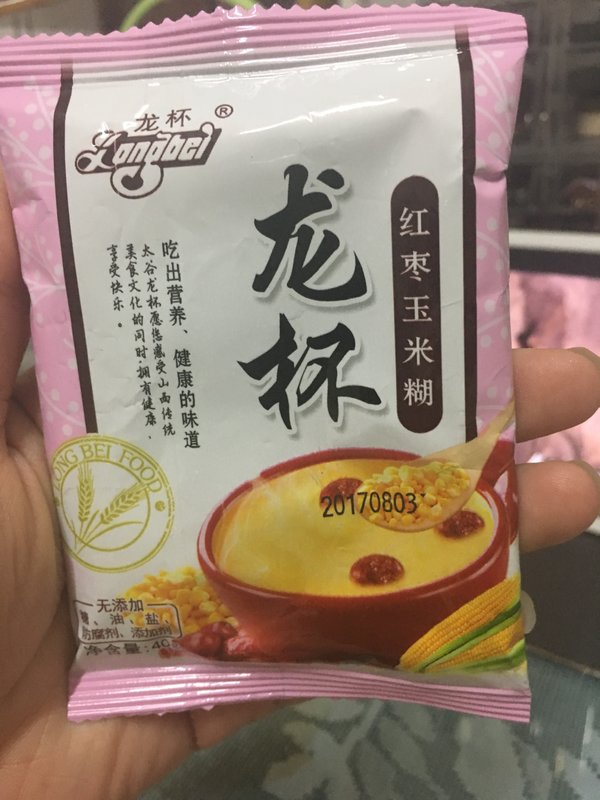 龙杯®
Longbei
龙杯
红枣玉米糊
吃出营养、健康的味道
太谷龙杯愿您感受山西传统
美食文化的同时，拥有健康、
享受快乐。
LONG BEI FOOD
20170803
无添加
糖、油、盐、
防腐剂、添加剂
净含量:40